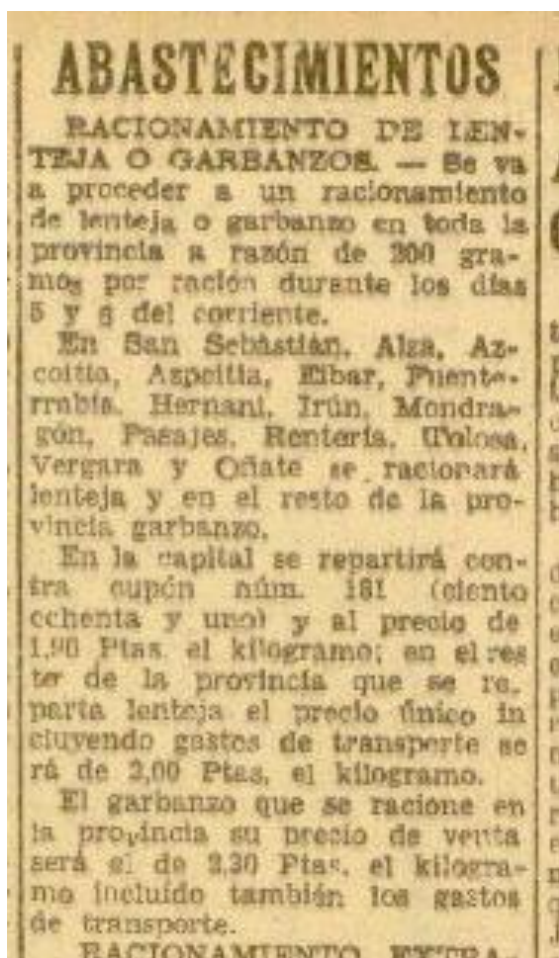 ABASTECIMIENTOS
RACIONAMIENTO DE LEN-
TEJA O GARBANZOS. — Se va
a proceder a un racionamiento
de lenteja o garbanzo en toda la
provincia a razón de 300 gra-
mos por ración durante los días
5 y 6 del corriente.
En San Sebastián, Alza, Az-
coitia, Azpeitia, Eibar, Fuente-
rrabía, Hernani, Irún, Mondra-
gón, Pasajes, Rentería, Tolosa,
Vergara y Oñate se racionará
lenteja y en el resto de la pro-
vincia garbanzo.
En la capital se repartirá con-
tra cupón núm. 181 (ciento
ochenta y uno) y al precio de
1,90 Ptas. el kilogramo; en el res
to de la provincia que se re-
parta lenteja el precio único in
cluyendo gastos de transporte se
rá de 2,00 Ptas. el kilogramo.
El garbanzo que se racione en
la provincia su precio de venta
será el de 2,30 Ptas. el kilogra-
mo incluído también los gastos
de transporte.
RACIONAMIENTO EXTRA-